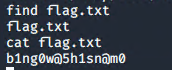 find flag.txt
flag.txt
cat flag.txt
b1ng0w@5h1sn@m0